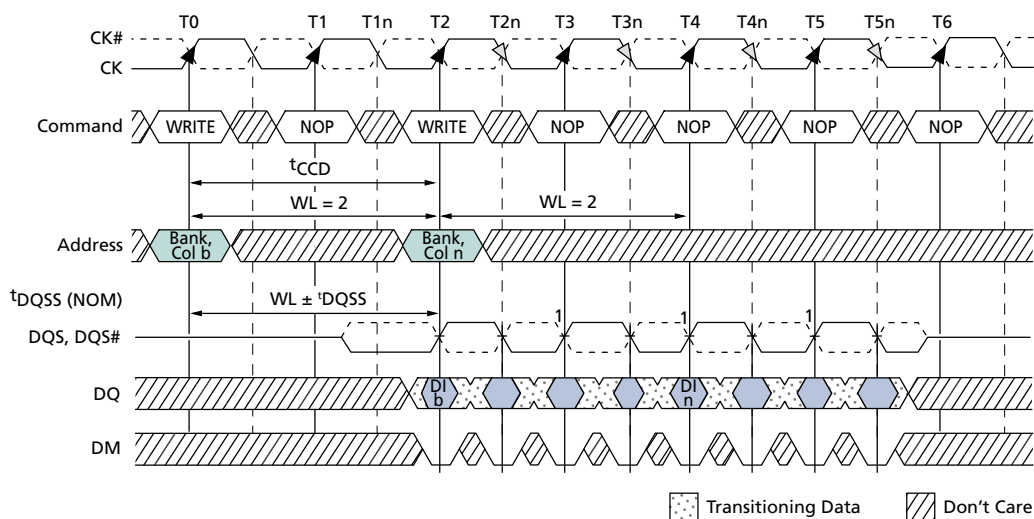 T0 T1 T1n T2 T2n T3 T3n T4 T4n T5 T5n T6
CK#
CK
Command WRITE NOP WRITE NOP NOP NOP NOP
tCCD
WL = 2 WL = 2
Address Bank, Col b Bank, Col n
tDQSS (NOM) WL ± tDQSS
1 1 1
DQS, DQS#
DQ DI b DI n
DM
Transitioning Data Don't Care